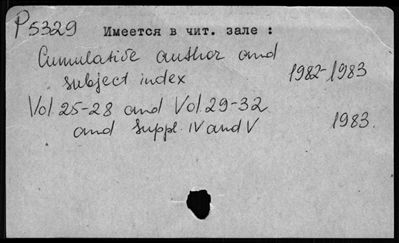 P5329 Имеется в чит. зале :
Cumulative author and
subject index 1982-1983
Vol. 25-28 and Vol. 29-32
and Suppl. IV and V 1983.